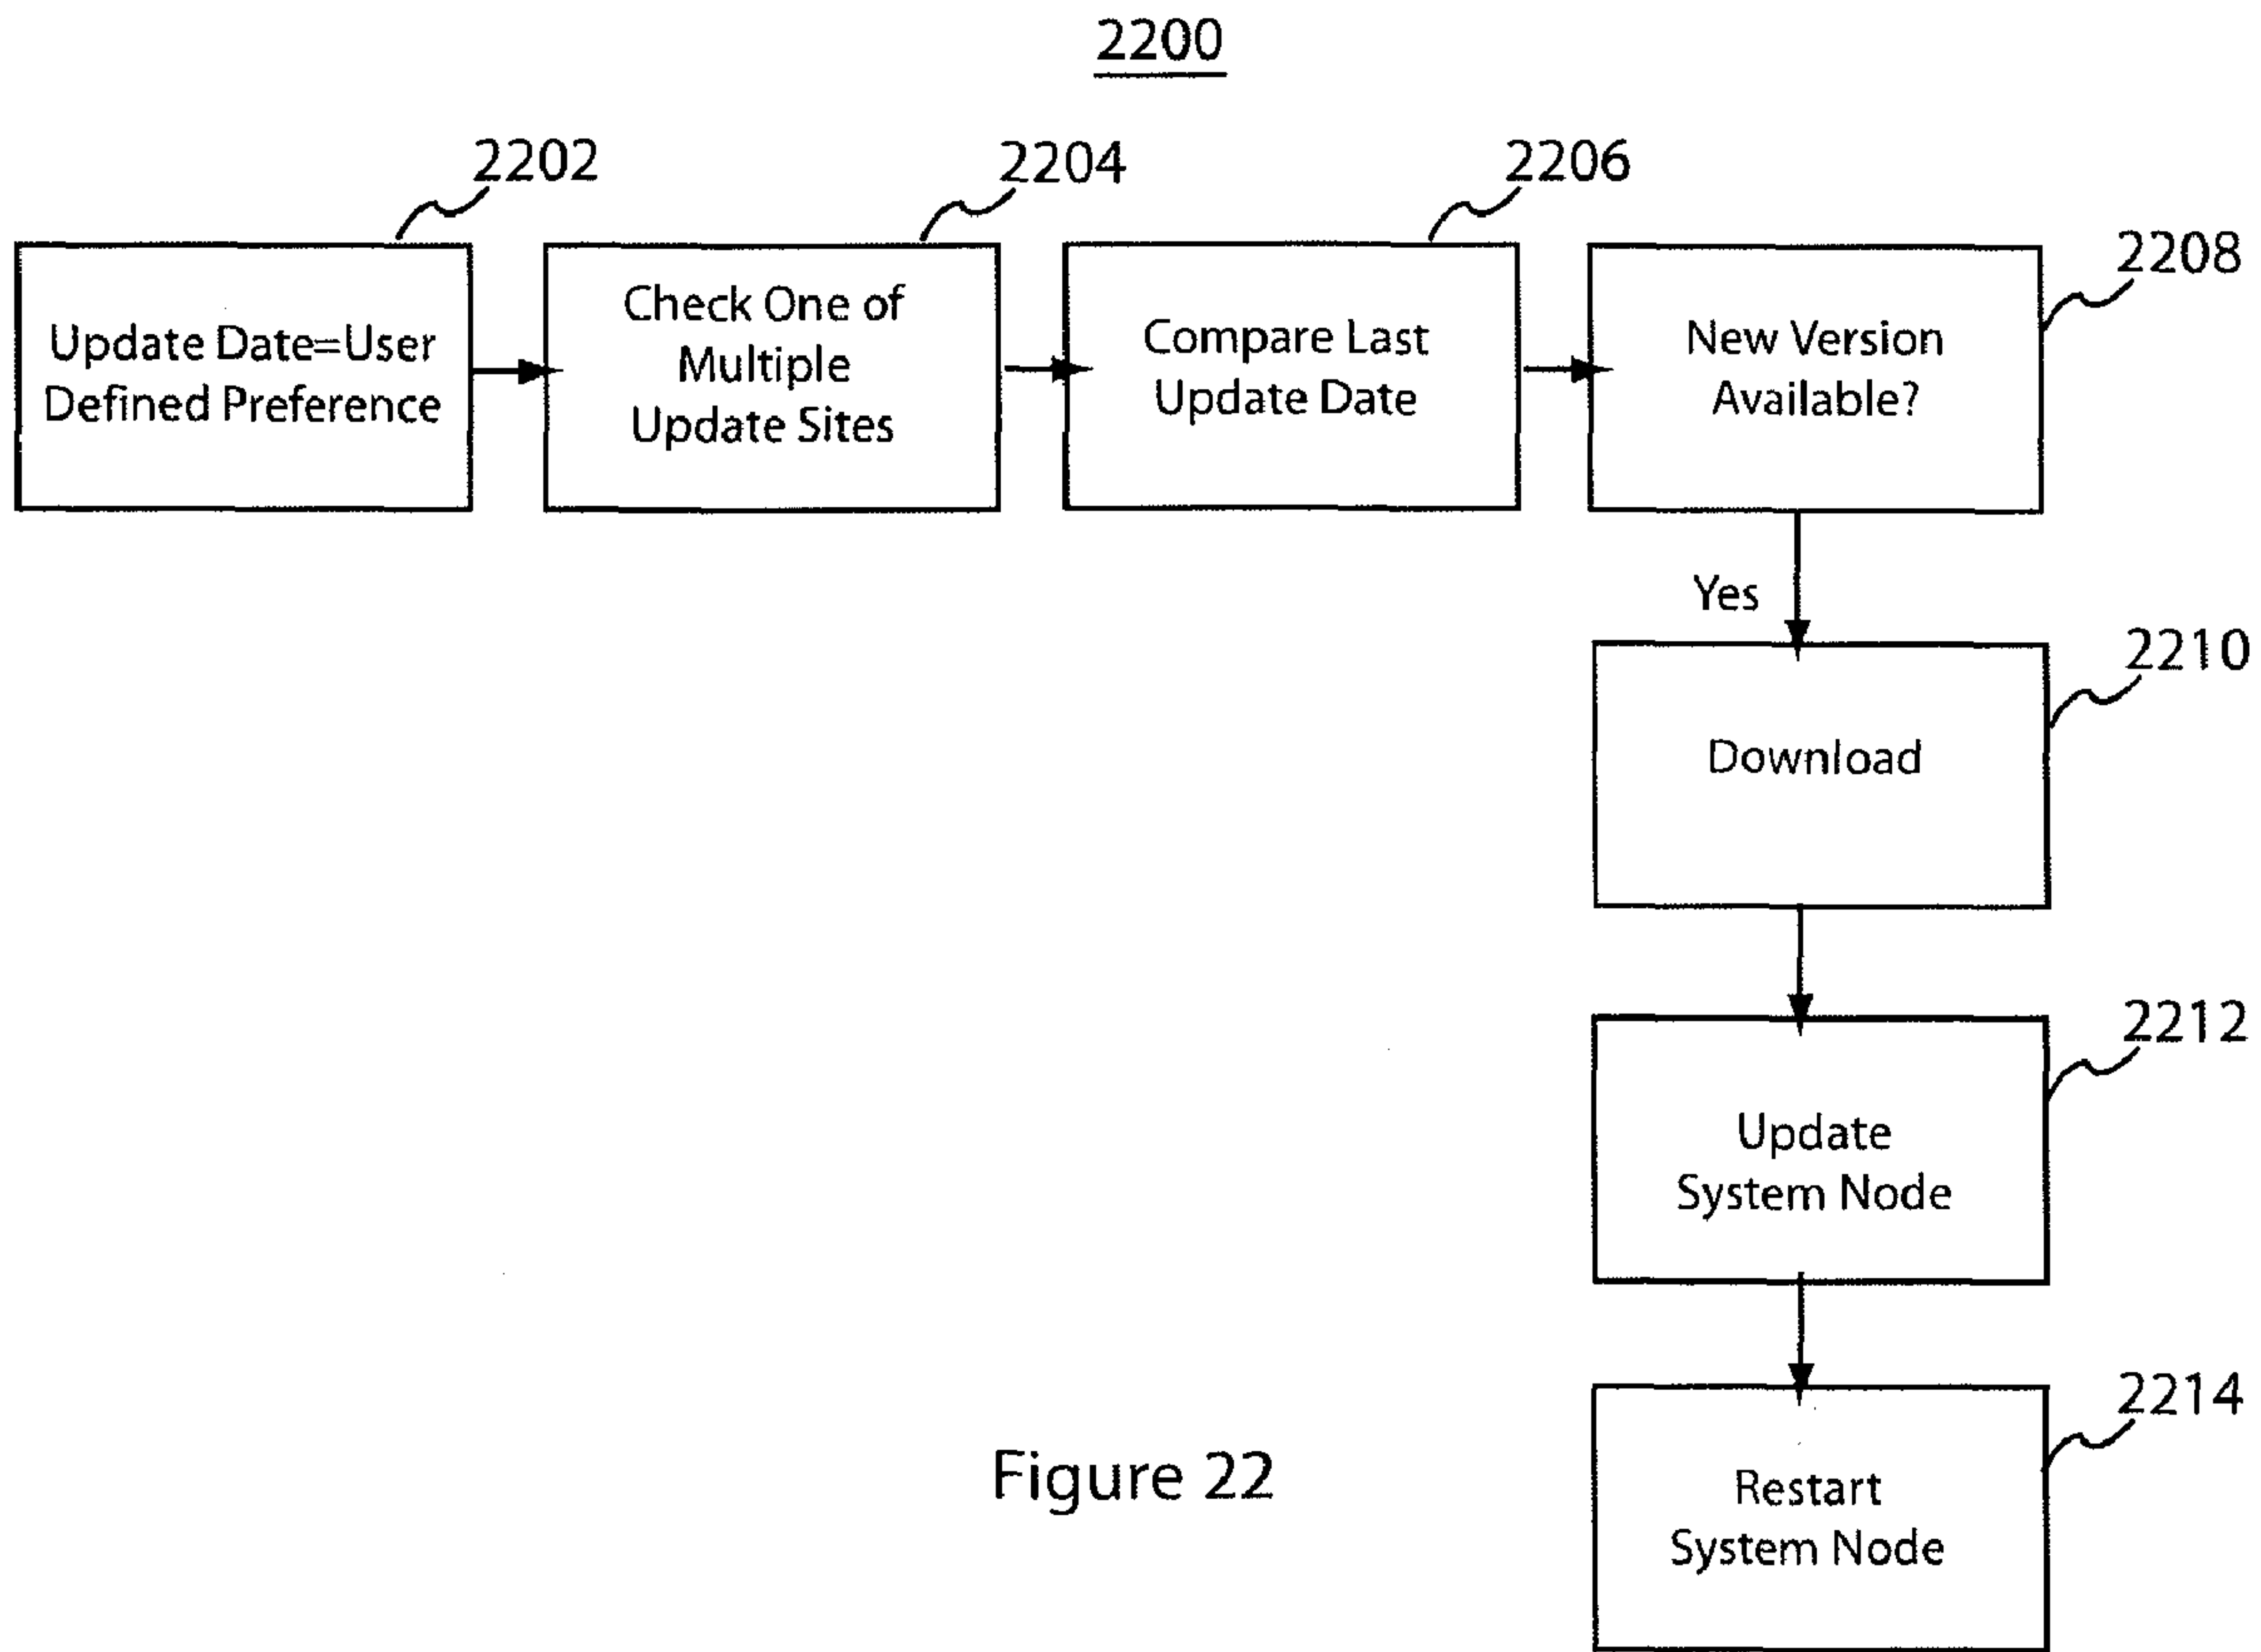 2200
2202
2204
2206
2208
Update Date=User
Defined Preference
Check One of
Multiple
Update Sites
Compare Last
Update Date
New Version
Available?
Yes
2210
Download
2212
Update
System Node
2214
Restart
System Node
Figure 22